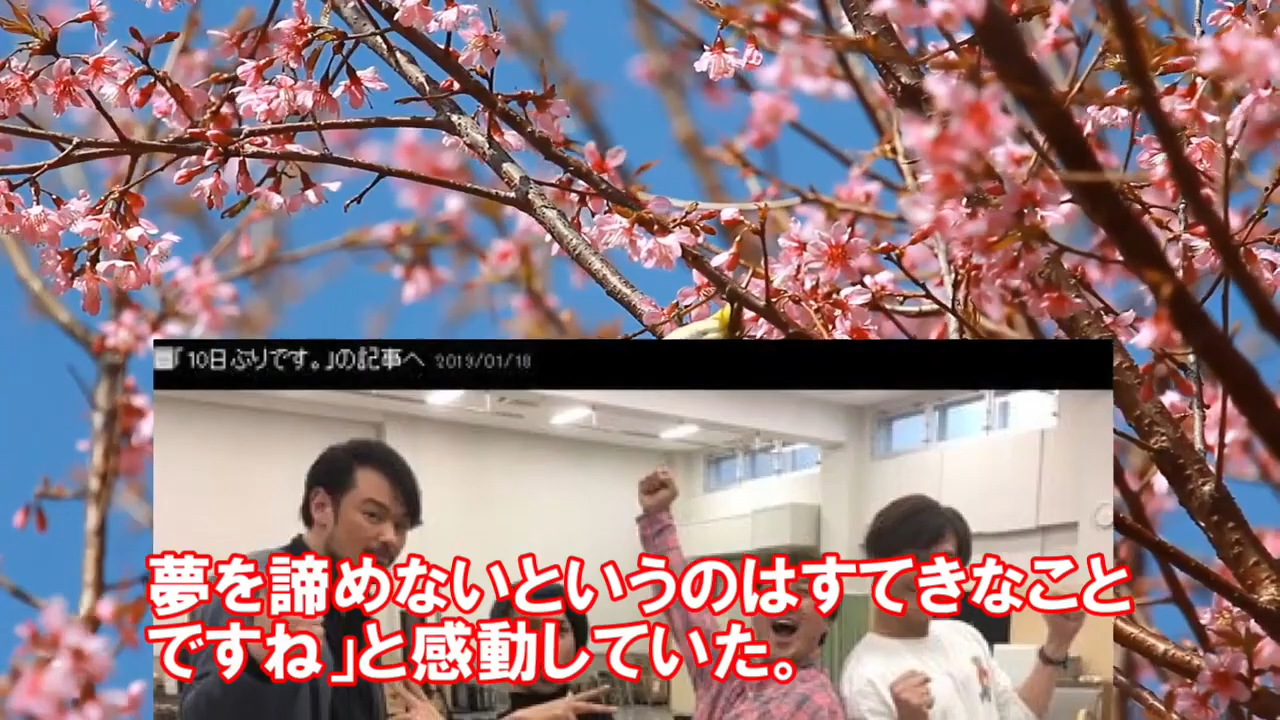 「10日ぶりです。」の記事へ 2019/01/18
夢を諦めないというのはすてきなこと
ですね」と感動していた。